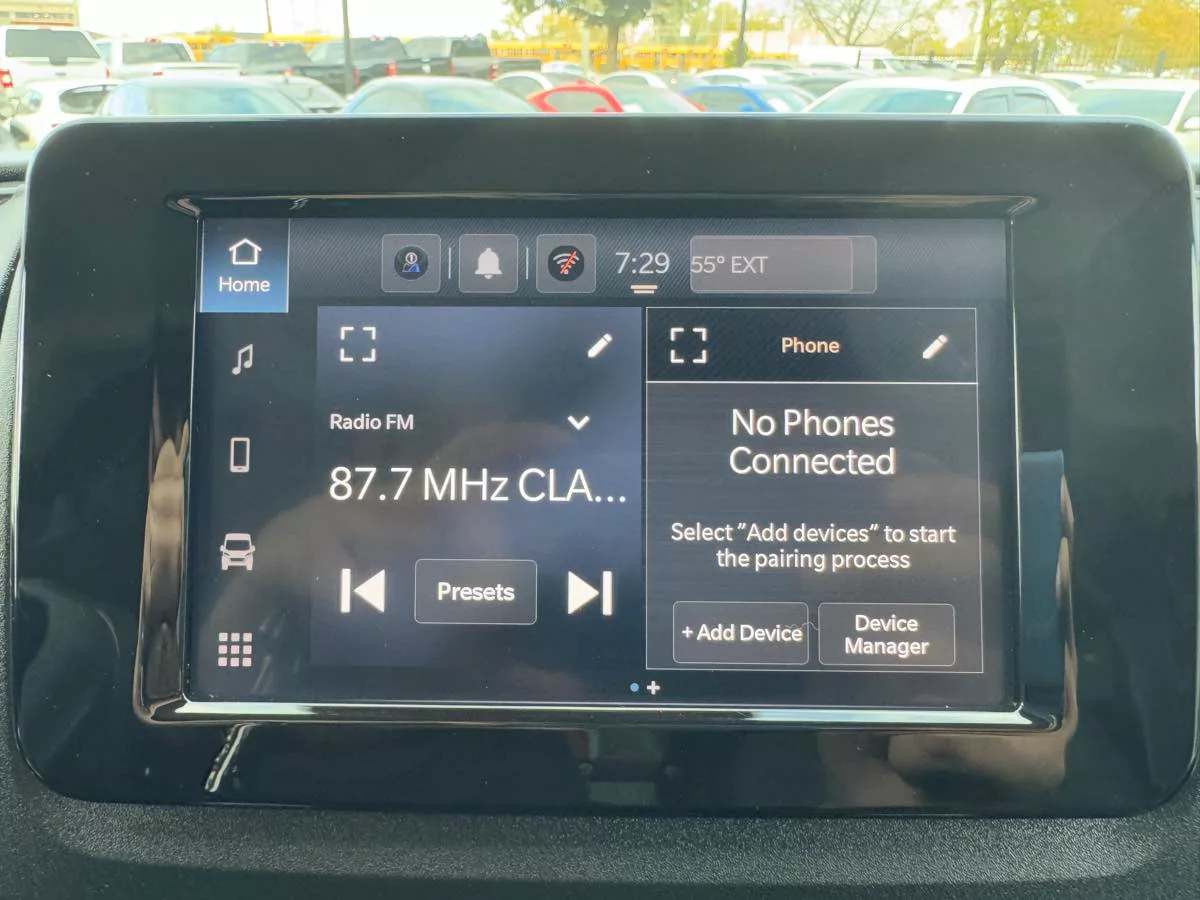 Home
7:29
55° EXT
Radio FM
87.7 MHz CLA...
Presets
Phone
No Phones
Connected
Select "Add devices" to start
the pairing process
+ Add Device
Device
Manager